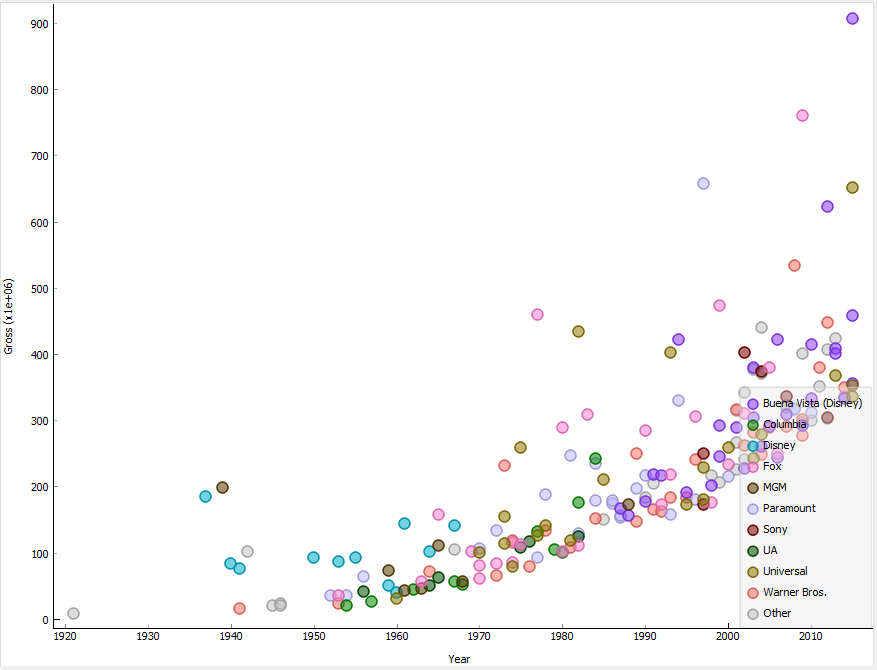 900
800
700
600
500
400
300
200
100
0
Gross (x1e+06)
1920 1930 1940 1950 1960 1970 1980 1990 2000 2010
Year
Buena Vista (Disney)
Columbia
Disney
Fox
MGM
Paramount
Sony
UA
Universal
Warner Bros.
Other